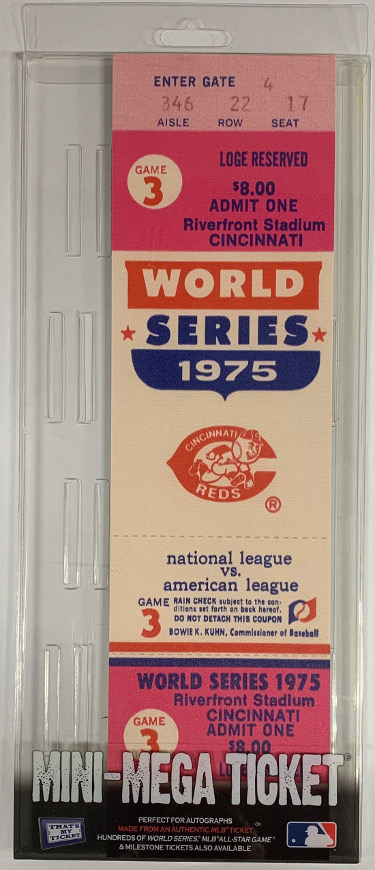 ENTER GATE 4
346 22 17
AISLE ROW SEAT
LOGE RESERVED
GAME
3
$8.00
ADMIT ONE
Riverfront Stadium
CINCINNATI
WORLD
SERIES
1975
CINCINNATI
REDS
®
national league
vs.
american league
GAME
3
RAIN CHECK subject to the con-
ditions set forth on back hereof.
DO NOT DETACH THIS COUPON
BOWIE K. KUHN, Commissioner of Baseball
WORLD SERIES 1975
Riverfront Stadium
CINCINNATI
ADMIT ONE
$8.00
GAME
3
MINI-MEGA TICKET®
PERFECT FOR AUTOGRAPHS
MADE FROM AN AUTHENTIC MLB® TICKET
HUNDREDS OF WORLD SERIES,® MLB® ALL-STAR GAME®
& MILESTONE TICKETS ALSO AVAILABLE
THATS
MY
TICKET